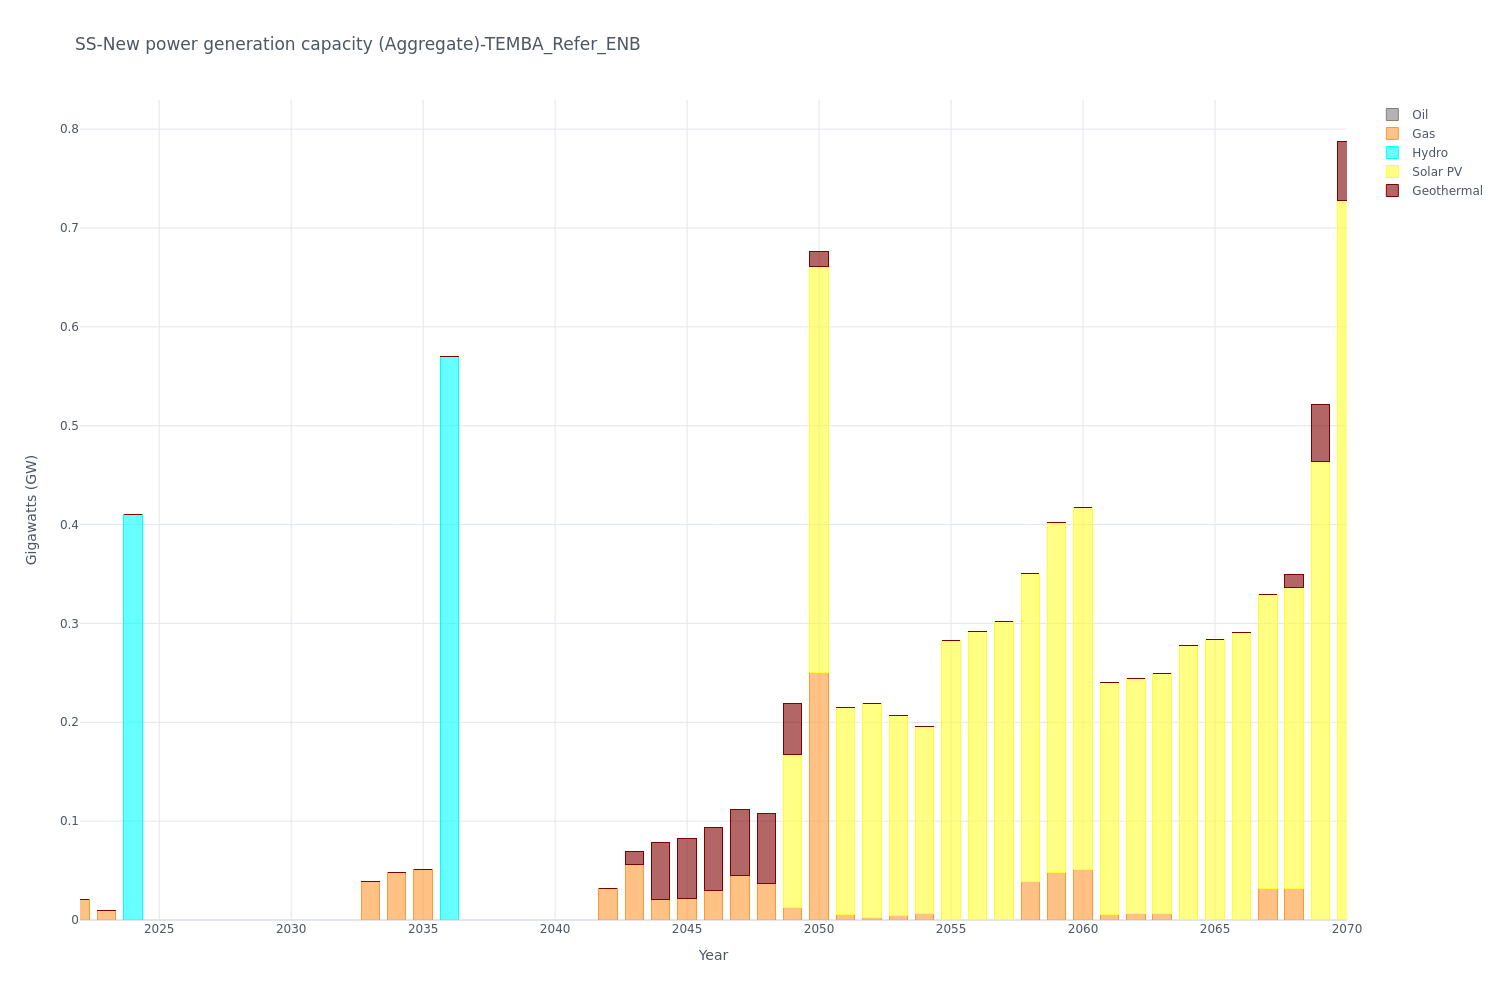 SS-New power generation capacity (Aggregate)-TEMBA_Refer_ENB
Oil
Gas
Hydro
Solar PV
Geothermal
Gigawatts (GW)
0.8
0.7
0.6
0.5
0.4
0.3
0.2
0.1
0
2025 2030 2035 2040 2045 2050 2055 2060 2065 2070
Year